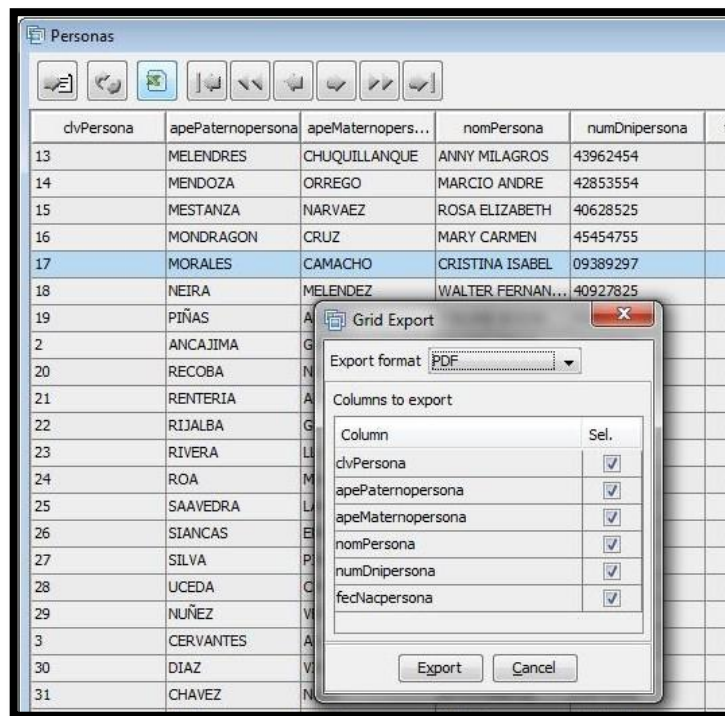 Personas
clvPersona apePaternopersona apeMaternopers... nomPersona numDnipersona
13 MELENDRES CHUQUILLANQUE ANNY MILAGROS 43962454
14 MENDOZA ORREGO MARCIO ANDRE 42853554
15 MESTANZA NARVAEZ ROSA ELIZABETH 40628525
16 MONDRAGON CRUZ MARY CARMEN 45454755
17 MORALES CAMACHO CRISTINA ISABEL 09389297
18 NEIRA MELENDEZ WALTER FERNAN... 40927825
19 PIÑAS
2 ANCAJIMA
20 RECOBA
21 RENTERIA
22 RIJALBA
23 RIVERA
24 ROA
25 SAAVEDRA
26 SIANCAS
27 SILVA
28 UCEDA
29 NUÑEZ
3 CERVANTES
30 DIAZ
31 CHAVEZ
Grid Export
Export format PDF
Columns to export
Column Sel.
clvPersona
apePaternopersona
apeMaternopersona
nomPersona
numDnipersona
fecNacpersona
Export Cancel